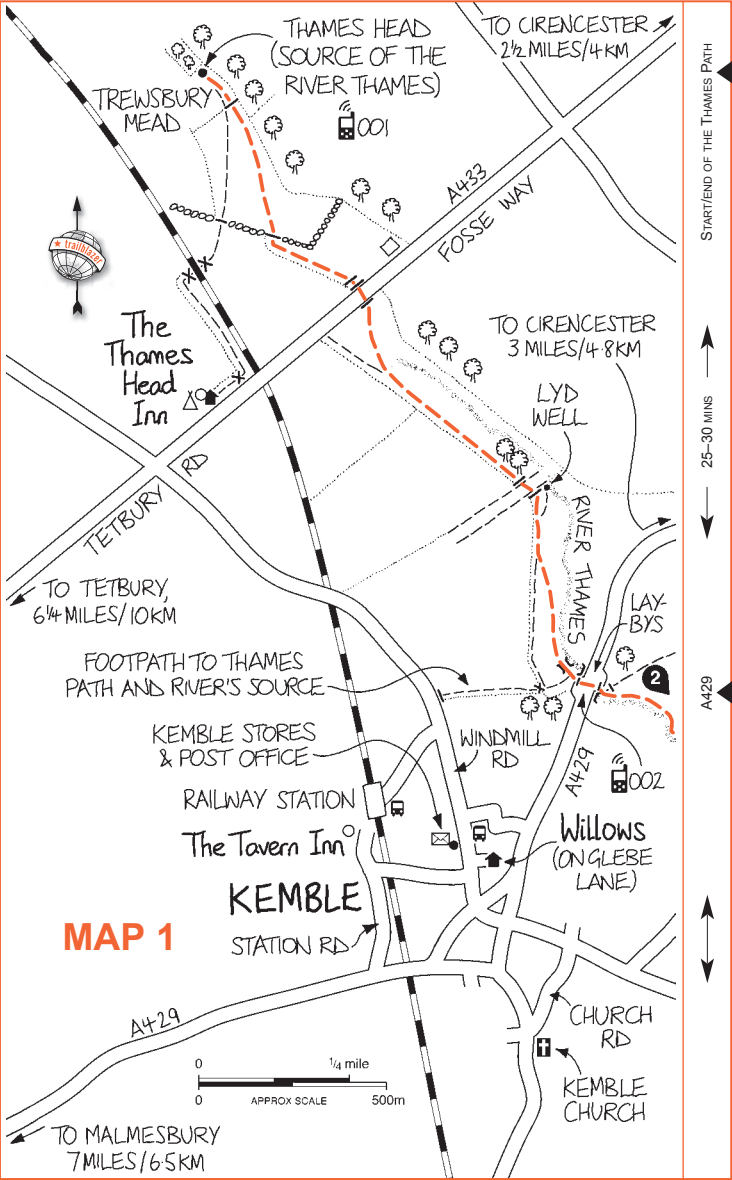 THAMES HEAD
(SOURCE OF THE
RIVER THAMES)
TO CIRENCESTER
2½ MILES/4KM
TREWSBURY
MEAD
001
A433
FOSSE WAY
trailblazer
The
Thames
Head
Inn
TO CIRENCESTER
3 MILES/4·8KM
LYD
WELL
RD
TETBURY
RIVER THAMES
TO TETBURY,
6¼ MILES/10KM
LAY-
BYS
FOOTPATH TO THAMES
PATH AND RIVER'S SOURCE
2
KEMBLE STORES
& POST OFFICE
WINDMILL
RD
A429
002
RAILWAY STATION
The Tavern Inn
Willows
(ON GLEBE
LANE)
KEMBLE
MAP 1
STATION RD
A429
CHURCH
RD
0
¼ mile
0
APPROX SCALE
500m
KEMBLE
CHURCH
TO MALMESBURY
7MILES/6·5KM
START/END OF THE THAMES PATH
25–30 MINS
A429